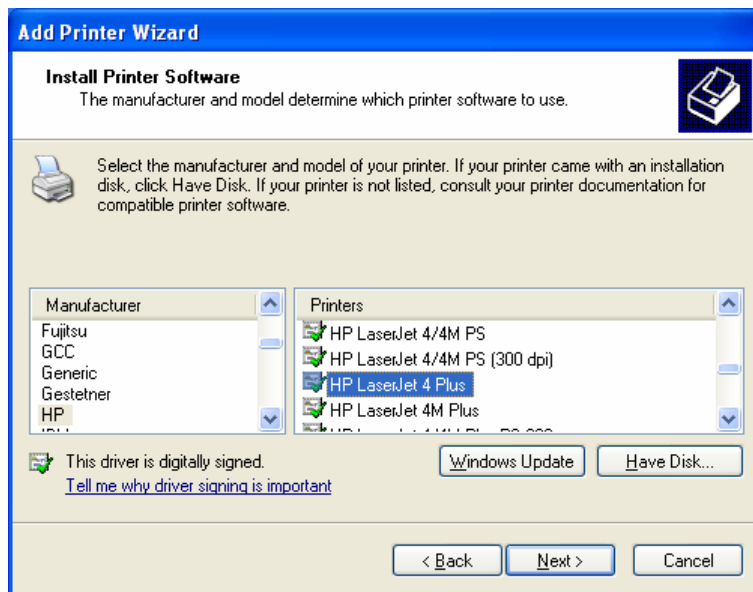 Add Printer Wizard
Install Printer Software
The manufacturer and model determine which printer software to use.
Select the manufacturer and model of your printer. If your printer came with an installation
disk, click Have Disk. If your printer is not listed, consult your printer documentation for
compatible printer software.
Manufacturer
Fujitsu
GCC
Generic
Gestetner
HP
Printers
HP LaserJet 4/4M PS
HP LaserJet 4/4M PS (300 dpi)
HP LaserJet 4 Plus
HP LaserJet 4M Plus
This driver is digitally signed.
Tell me why driver signing is important
Windows Update
Have Disk...
< Back
Next >
Cancel